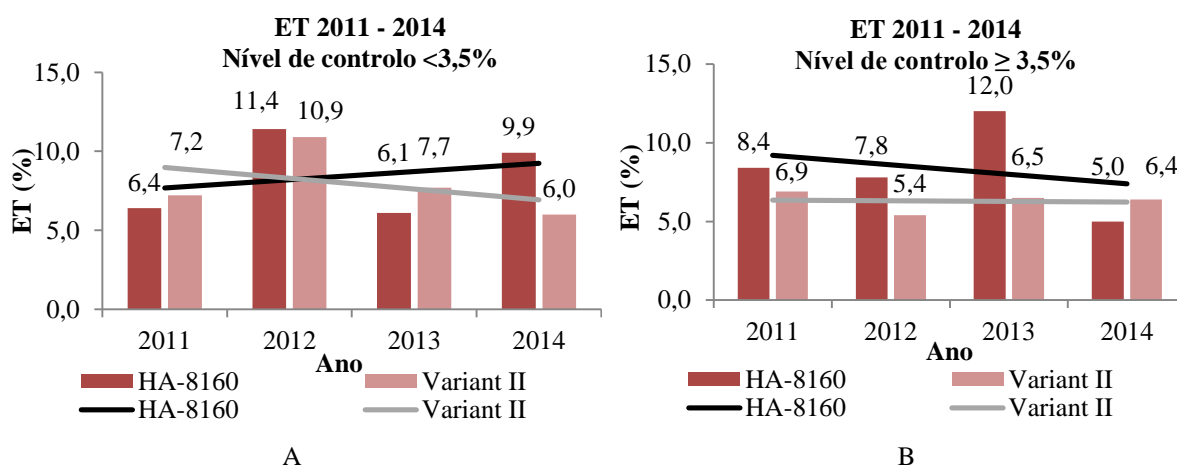 ET 2011 - 2014
Nível de controlo <3,5%
ET (%)
15,0
10,0
5,0
0,0
6,4
7,2
11,4
10,9
6,1
7,7
9,9
6,0
2011
2012
2013
2014
Ano
HA-8160
Variant II
HA-8160
Variant II
A
ET 2011 - 2014
Nível de controlo ≥ 3,5%
ET (%)
15,0
10,0
5,0
0,0
8,4
6,9
7,8
5,4
12,0
6,5
5,0
6,4
2011
2012
2013
2014
Ano
HA-8160
Variant II
HA-8160
Variant II
B